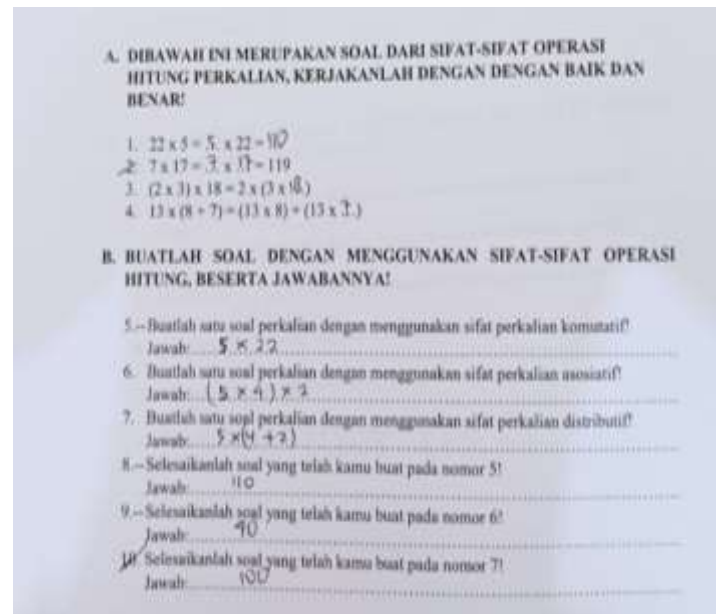 A. DIBAWAH INI MERUPAKAN SOAL DARI SIFAT-SIFAT OPERASI
HITUNG PERKALIAN, KERJAKANLAH DENGAN DENGAN BAIK DAN
BENAR!
1. 22 x 5 = 5 x 22 = 110
2. 7 x 17 = 7 x 17 = 119
3. (2 x 3) x 18 = 2 x (3 x 18.)
4. 13 x (8 + 7) = (13 x 8) + (13 x 7.)
B. BUATLAH SOAL DENGAN MENGGUNAKAN SIFAT-SIFAT OPERASI
HITUNG, BESERTA JAWABANNYA!
5. Buatlah satu soal perkalian dengan menggunakan sifat perkalian komutatif!
Jawab: 5 x 22
6. Buatlah satu soal perkalian dengan menggunakan sifat perkalian asosiatif!
Jawab: (5 x 4) x 2
7. Buatlah satu soal perkalian dengan menggunakan sifat perkalian distributif!
Jawab: 5 x (4 + 2)
8. Selesaikanlah soal yang telah kamu buat pada nomor 5!
Jawab: 110
9. Selesaikanlah soal yang telah kamu buat pada nomor 6!
Jawab: 90
10. Selesaikanlah soal yang telah kamu buat pada nomor 7!
Jawab: 100